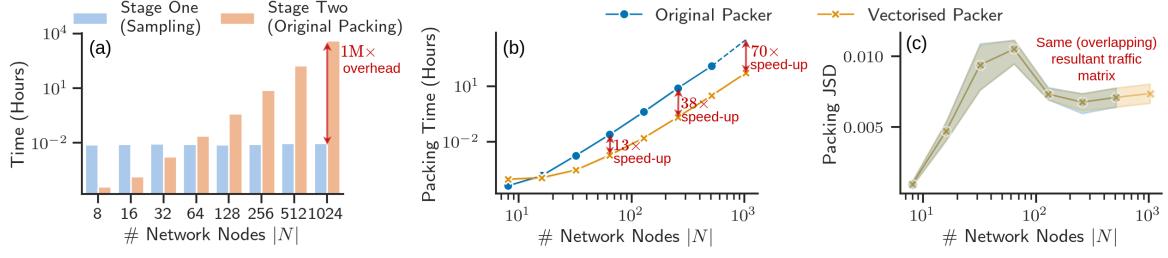 Stage One
(Sampling)
Stage Two
(Original Packing)
(a)
Time (Hours)
10^4
10^1
10^−2
1M×
overhead
8 16 32 64 128 256 512 1024
# Network Nodes |N|
Original Packer
Vectorised Packer
(b)
Packing Time (Hours)
10^1
10^−2
13×
speed-up
38×
speed-up
70×
speed-up
10^1 10^2 10^3
# Network Nodes |N|
(c)
Packing JSD
0.010
0.005
Same (overlapping)
resultant traffic
matrix
10^1 10^2 10^3
# Network Nodes |N|